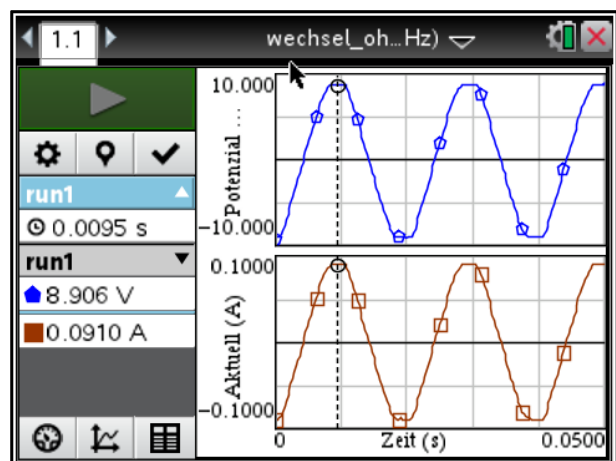 1.1
wechsel_oh...Hz)
run1
0.0095 s
run1
8.906 V
0.0910 A
10.000
Potenzial ...
-10.000
0.1000
Aktuell (A)
-0.1000
0
Zeit (s)
0.0500